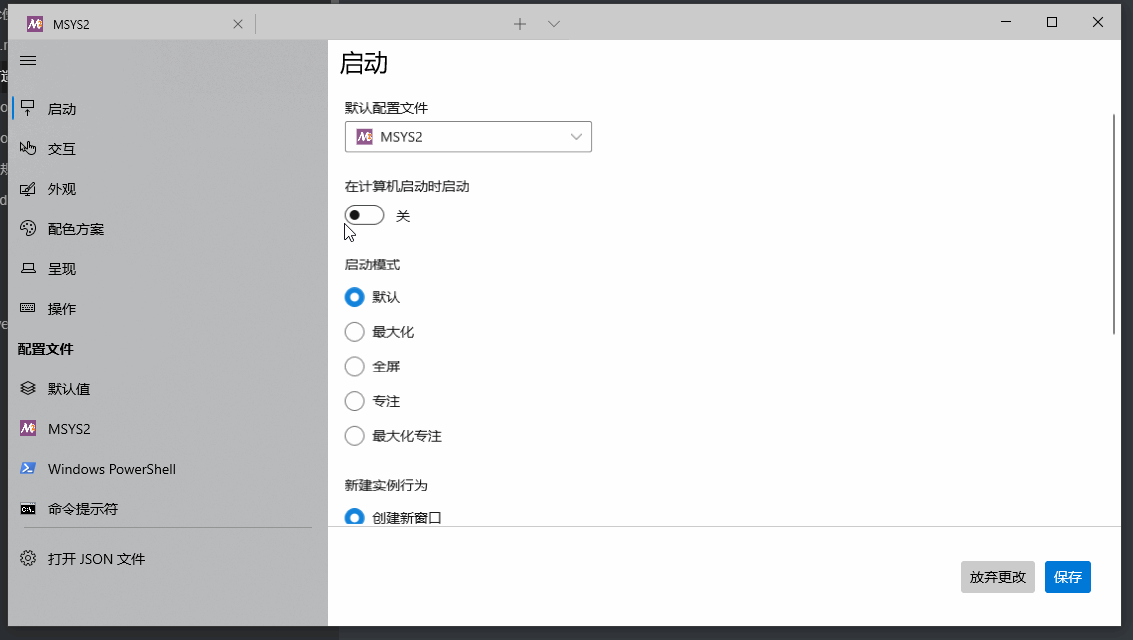 MSYS2
启动
交互
外观
配色方案
呈现
操作
配置文件
默认值
MSYS2
Windows PowerShell
命令提示符
打开 JSON 文件
启动
默认配置文件
MSYS2
在计算机启动时启动
关
启动模式
默认
最大化
全屏
专注
最大化专注
新建实例行为
创建新窗口
放弃更改
保存